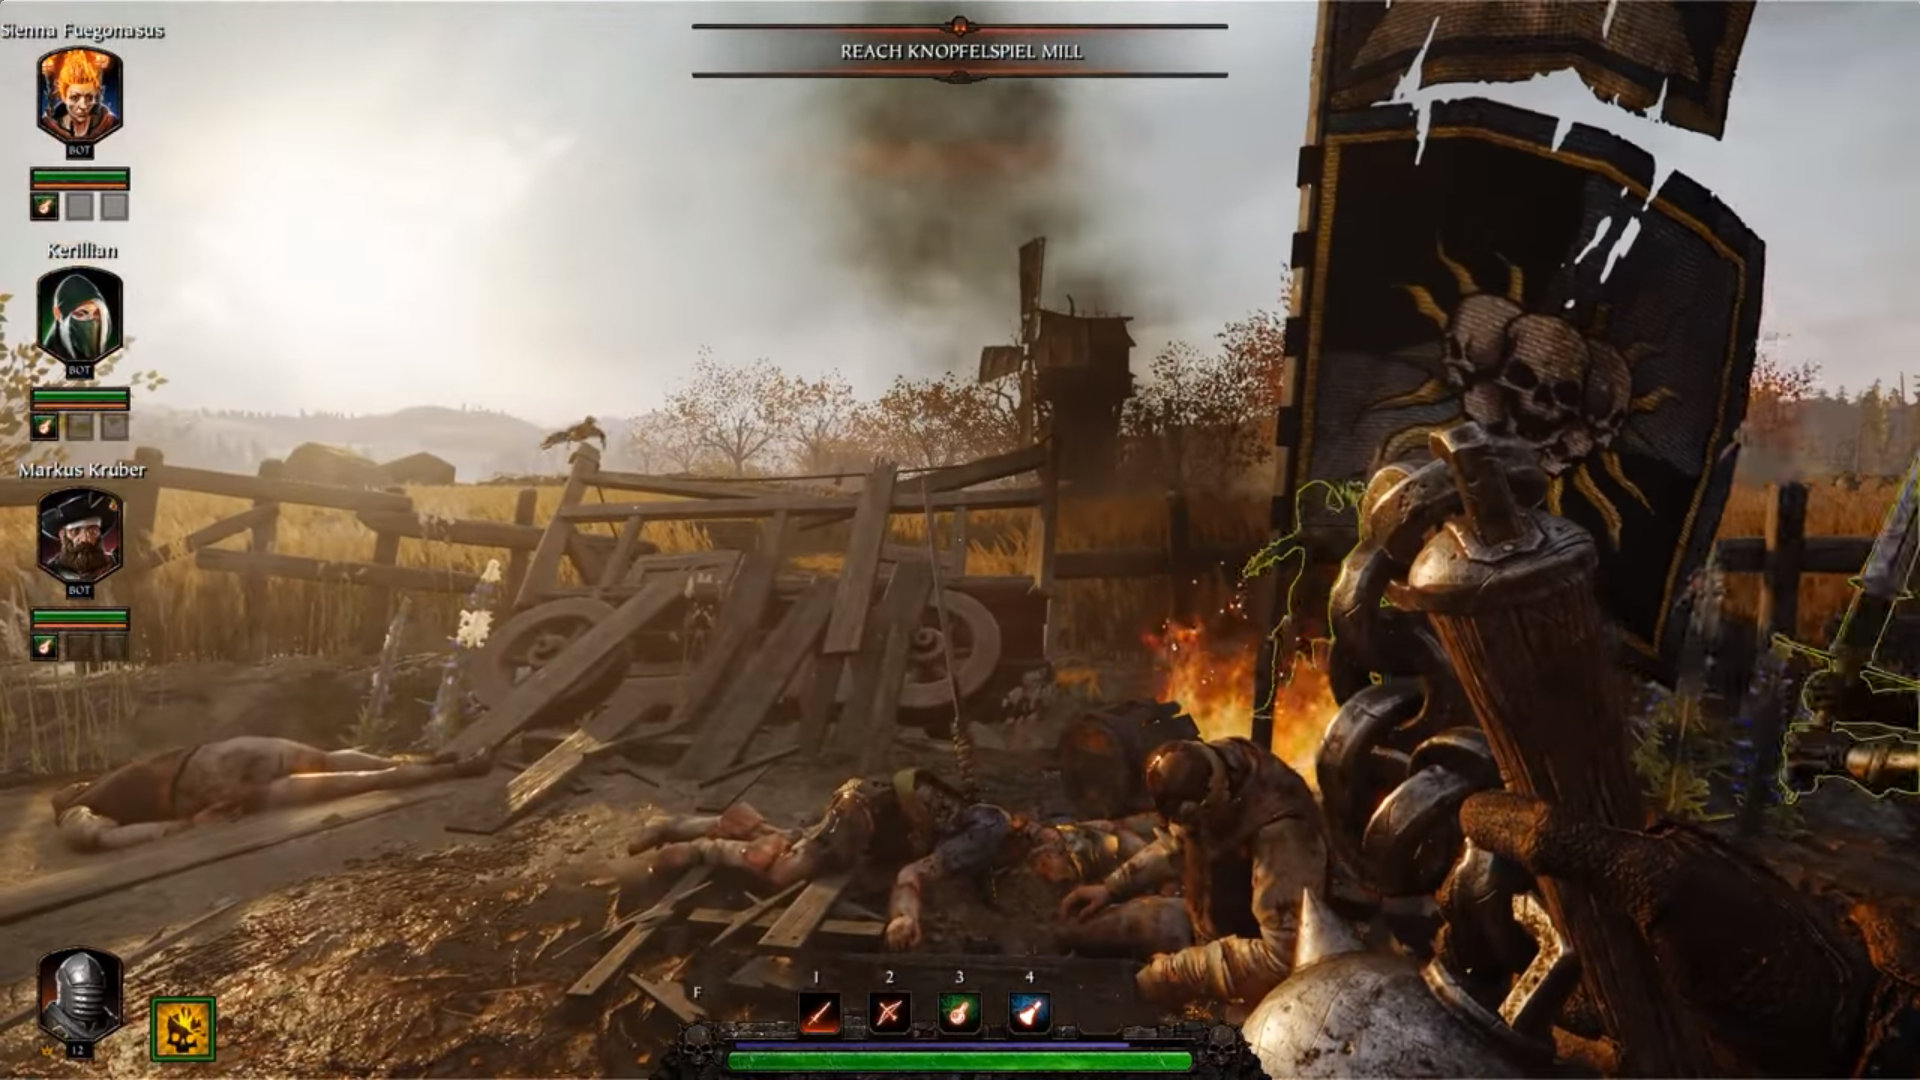 Sienna Fuegonasus
REACH KNOPFELSPIEL MILL
BOT
Kerillian
BOT
Markus Kruber
BOT
1 2 3 4
F
12